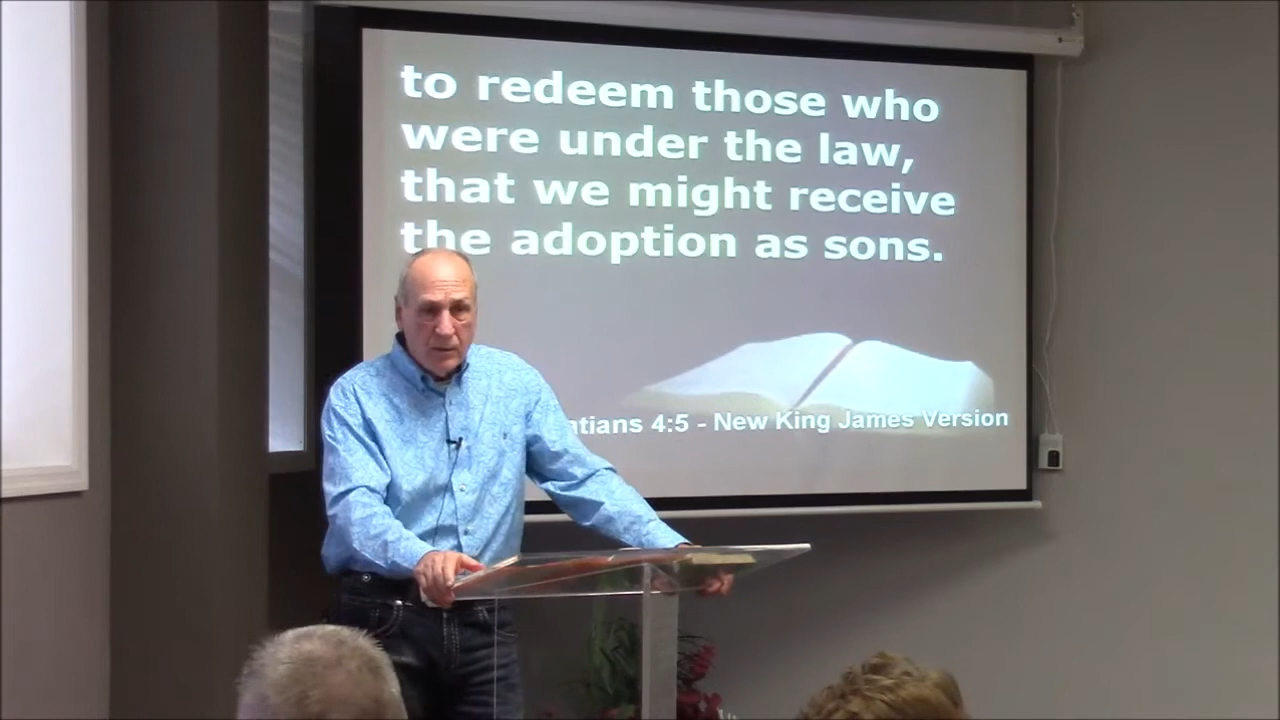 to redeem those who
were under the law,
that we might receive
the adoption as sons.
4:5 - New King James Version